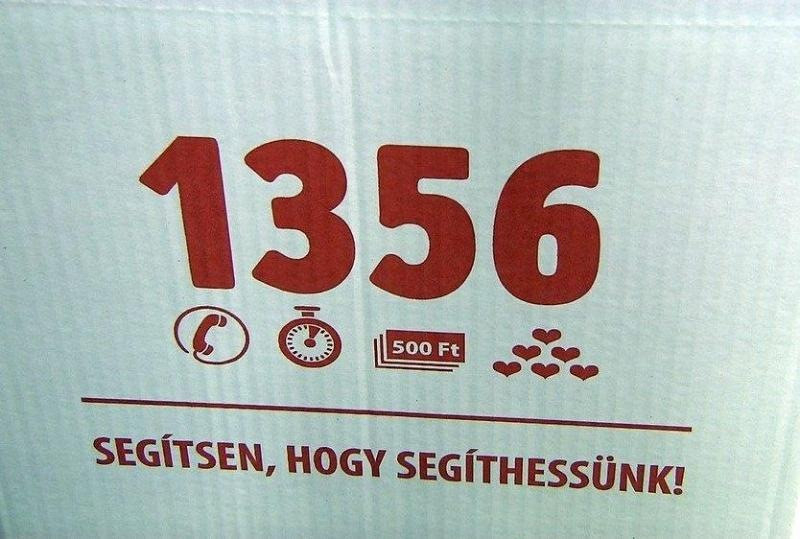 1356
500 Ft
SEGÍTSEN, HOGY SEGÍTHESSÜNK!